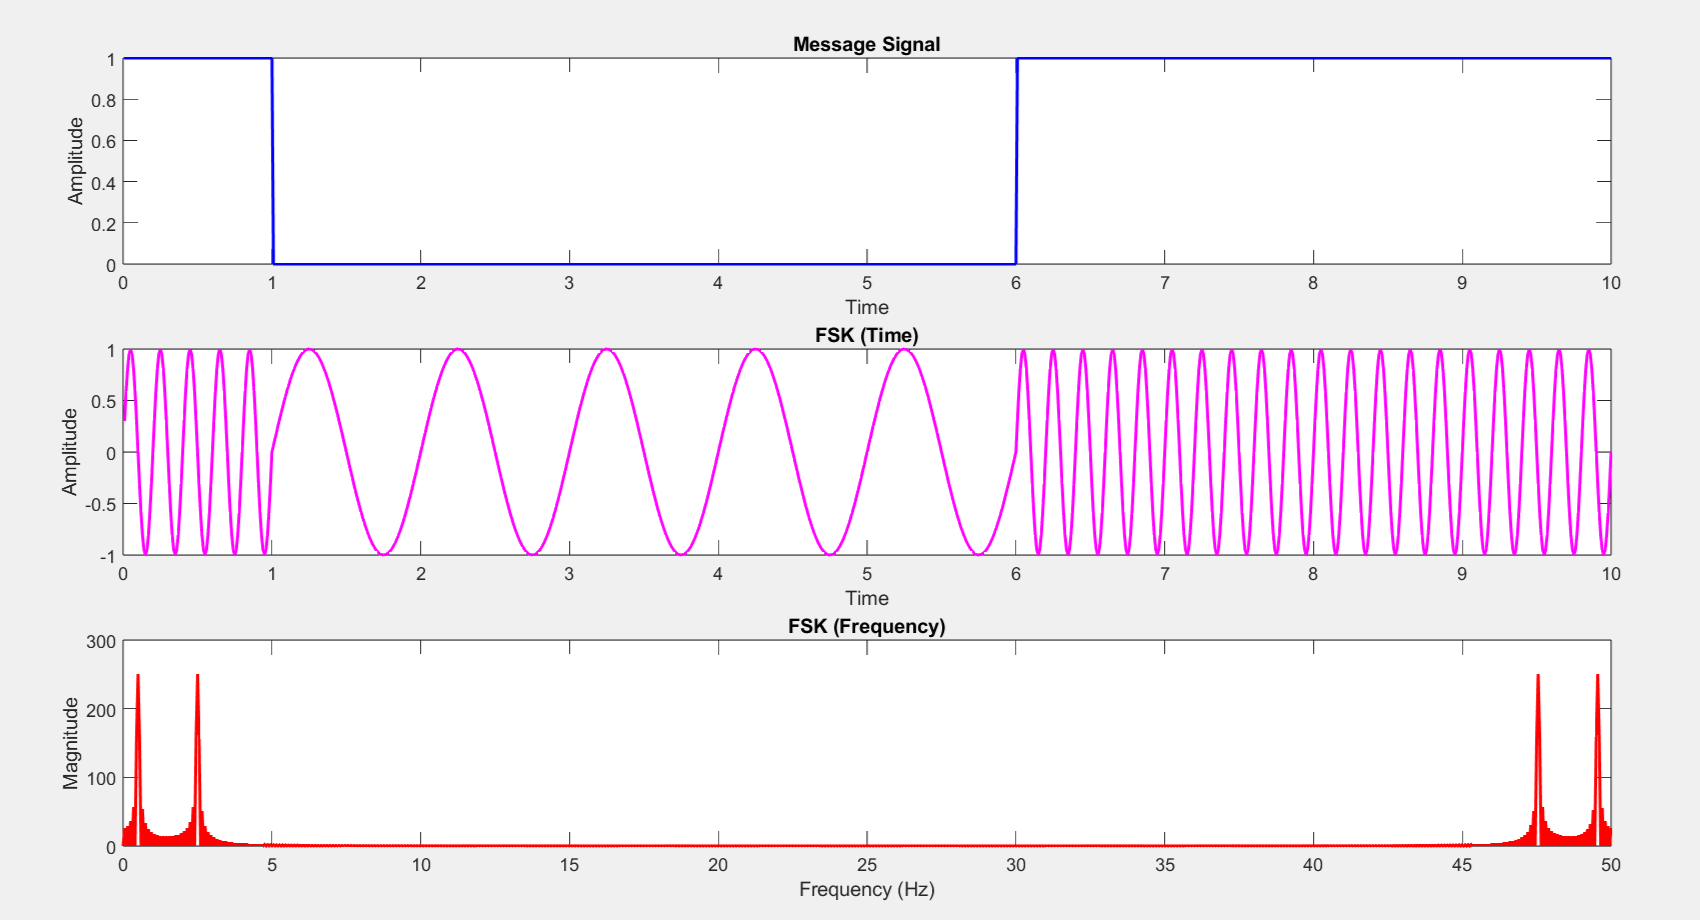 Message Signal
1
0.8
0.6
0.4
0.2
0
Amplitude
0 1 2 3 4 5 6 7 8 9 10
Time
FSK (Time)
1
0.5
0
-0.5
-1
Amplitude
0 1 2 3 4 5 6 7 8 9 10
Time
FSK (Frequency)
300
200
100
0
Magnitude
0 5 10 15 20 25 30 35 40 45 50
Frequency (Hz)